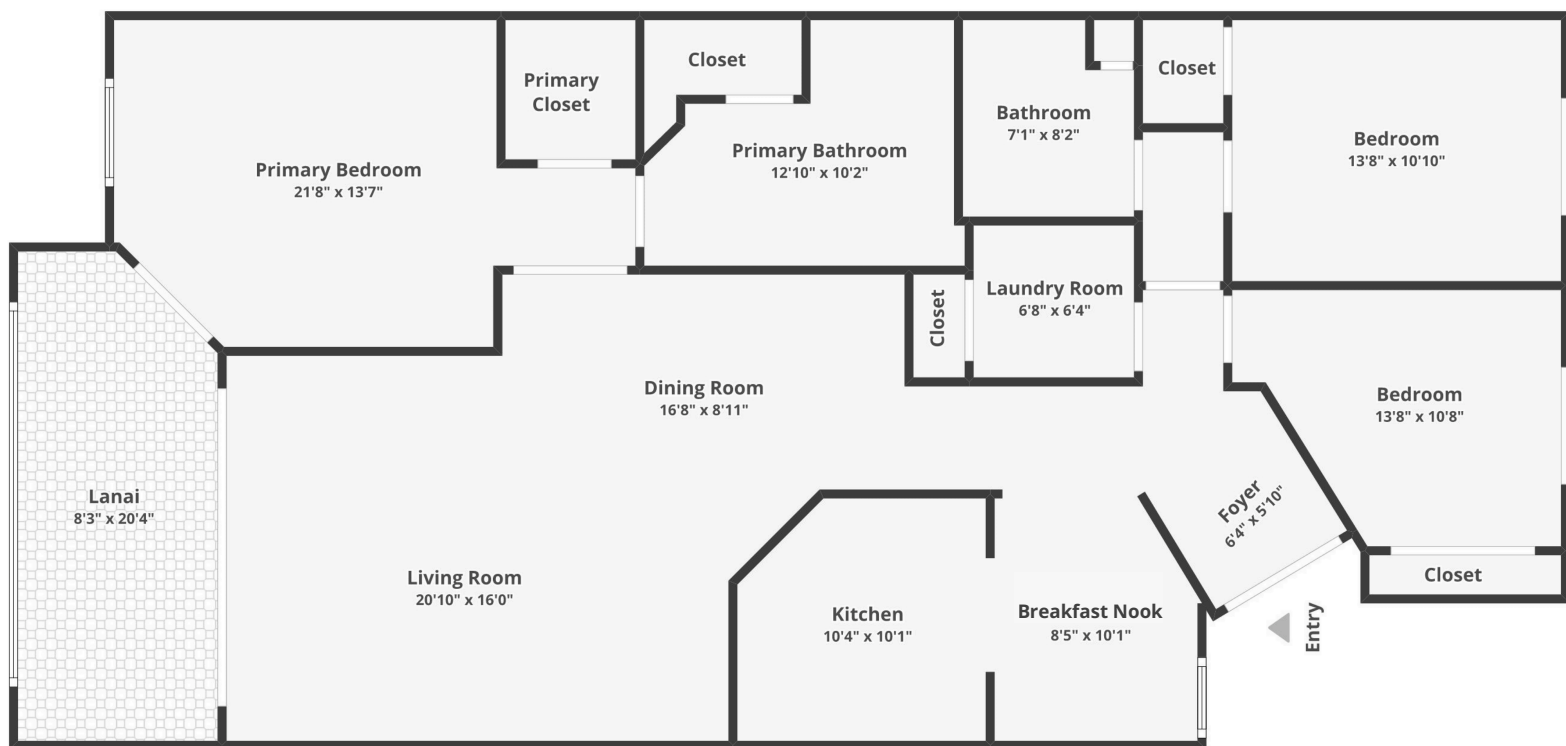 Primary Bedroom
21'8" x 13'7"
Primary
Closet
Closet
Primary Bathroom
12'10" x 10'2"
Bathroom
7'1" x 8'2"
Closet
Bedroom
13'8" x 10'10"
Closet
Laundry Room
6'8" x 6'4"
Dining Room
16'8" x 8'11"
Bedroom
13'8" x 10'8"
Lanai
8'3" x 20'4"
Living Room
20'10" x 16'0"
Kitchen
10'4" x 10'1"
Breakfast Nook
8'5" x 10'1"
Foyer
6'4" x 5'10"
Closet
Entry